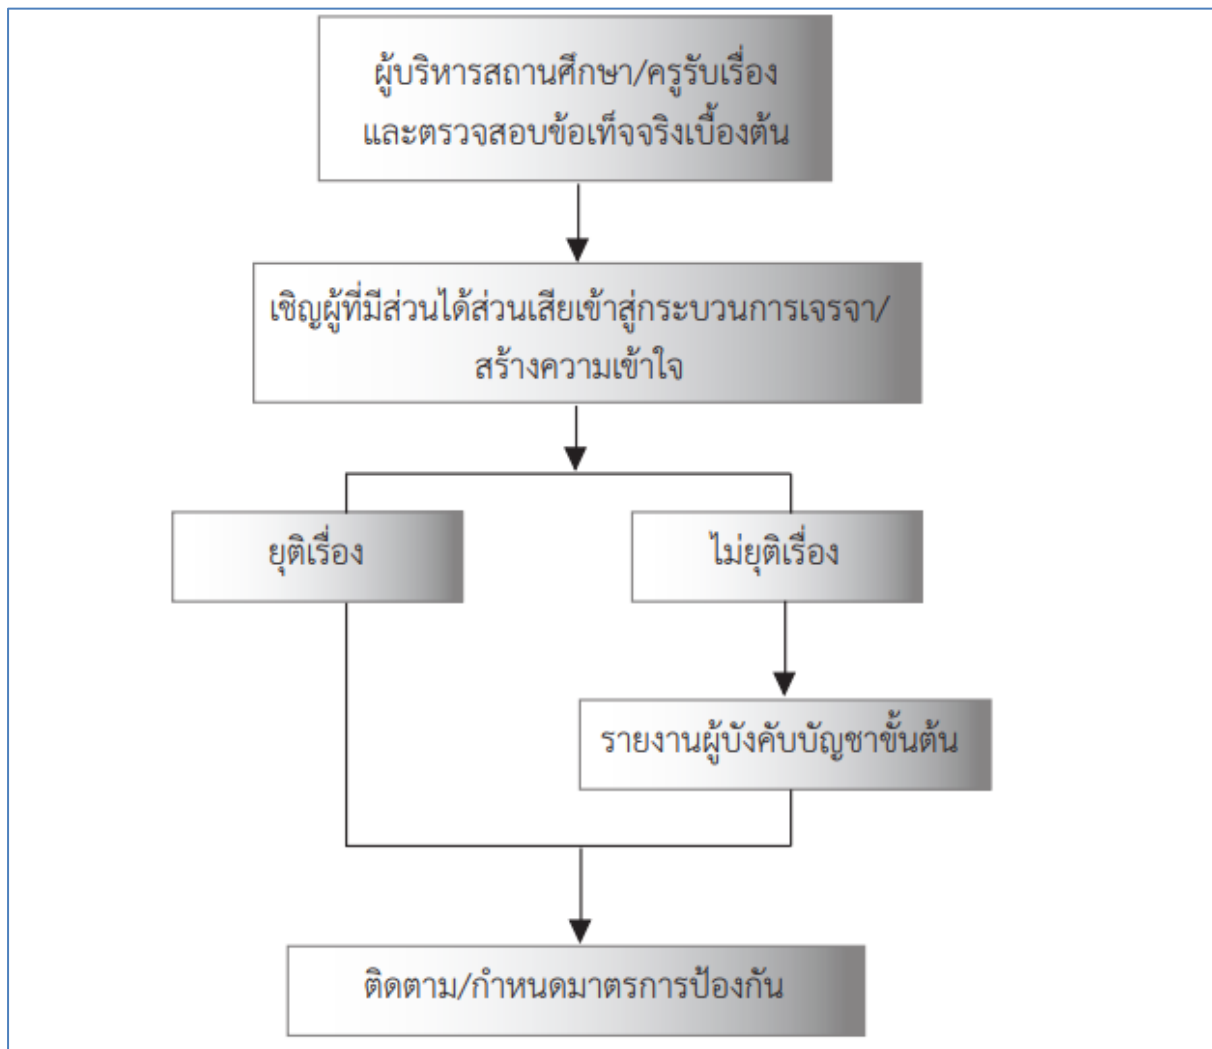 ผู้บริหารสถานศึกษา/ครูรับเรื่อง
และตรวจสอบข้อเท็จจริงเบื้องต้น
เชิญผู้ที่มีส่วนได้ส่วนเสียเข้าสู่กระบวนการเจรจา/
สร้างความเข้าใจ
ยุติเรื่อง
ไม่ยุติเรื่อง
รายงานผู้บังคับบัญชาขั้นต้น
ติดตาม/กำหนดมาตรการป้องกัน